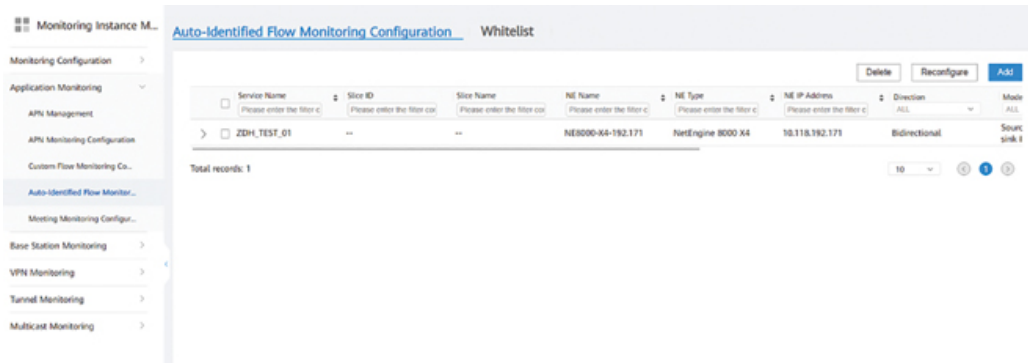 Monitoring Instance M...
Auto-Identified Flow Monitoring Configuration Whitelist
Monitoring Configuration
Application Monitoring
APN Management
APN Monitoring Configuration
Custom Flow Monitoring Co...
Auto-Identified Flow Monitor...
Meeting Monitoring Configur...
Base Station Monitoring
VPN Monitoring
Tunnel Monitoring
Multicast Monitoring
Delete Reconfigure Add
Service Name Slice ID Slice Name NE Name NE Type NE IP Address Direction Mode
Please enter the filter c Please enter the filter con Please enter the filter con Please enter the filter c Please enter the filter c Please enter the filter c ALL ALL
ZDH_TEST_01 -- -- NE8000-X4-192.171 NetEngine 8000 X4 10.118.192.171 Bidirectional Sourc
sink I
Total records: 1
10 1